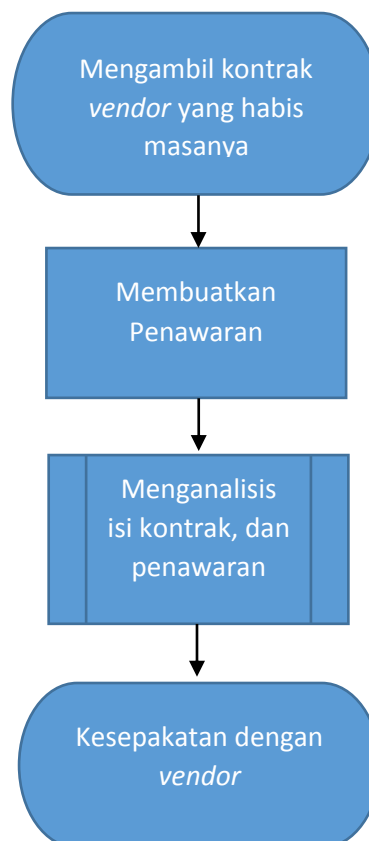 Mengambil kontrak
vendor yang habis
masanya
Membuatkan
Penawaran
Menganalisis
isi kontrak, dan
penawaran
Kesepakatan dengan
vendor